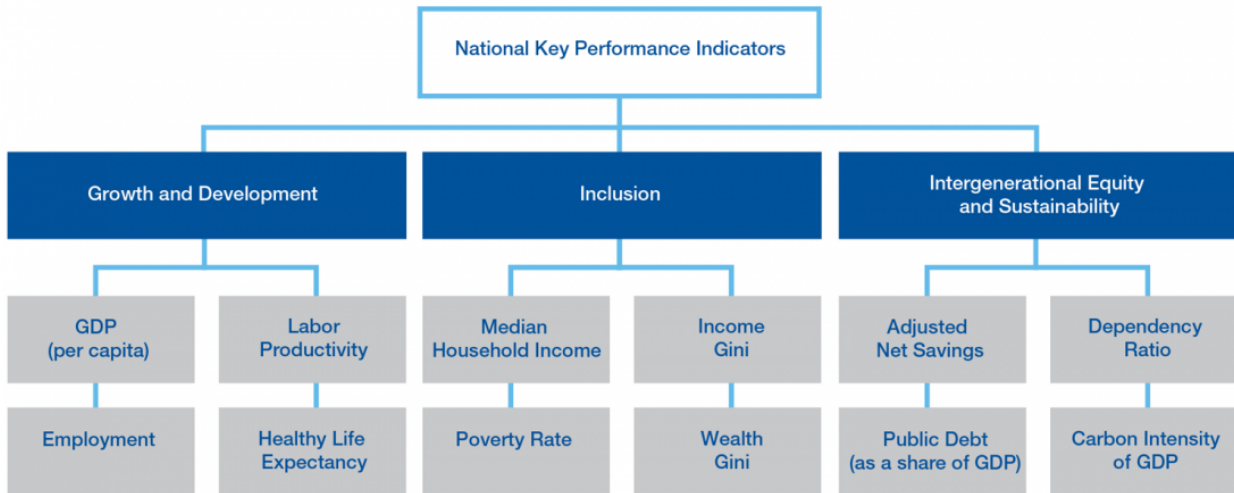 National Key Performance Indicators
Growth and Development
Inclusion
Intergenerational Equity
and Sustainability
GDP
(per capita)
Labor
Productivity
Median
Household Income
Income
Gini
Adjusted
Net Savings
Dependency
Ratio
Employment
Healthy Life
Expectancy
Poverty Rate
Wealth
Gini
Public Debt
(as a share of GDP)
Carbon Intensity
of GDP